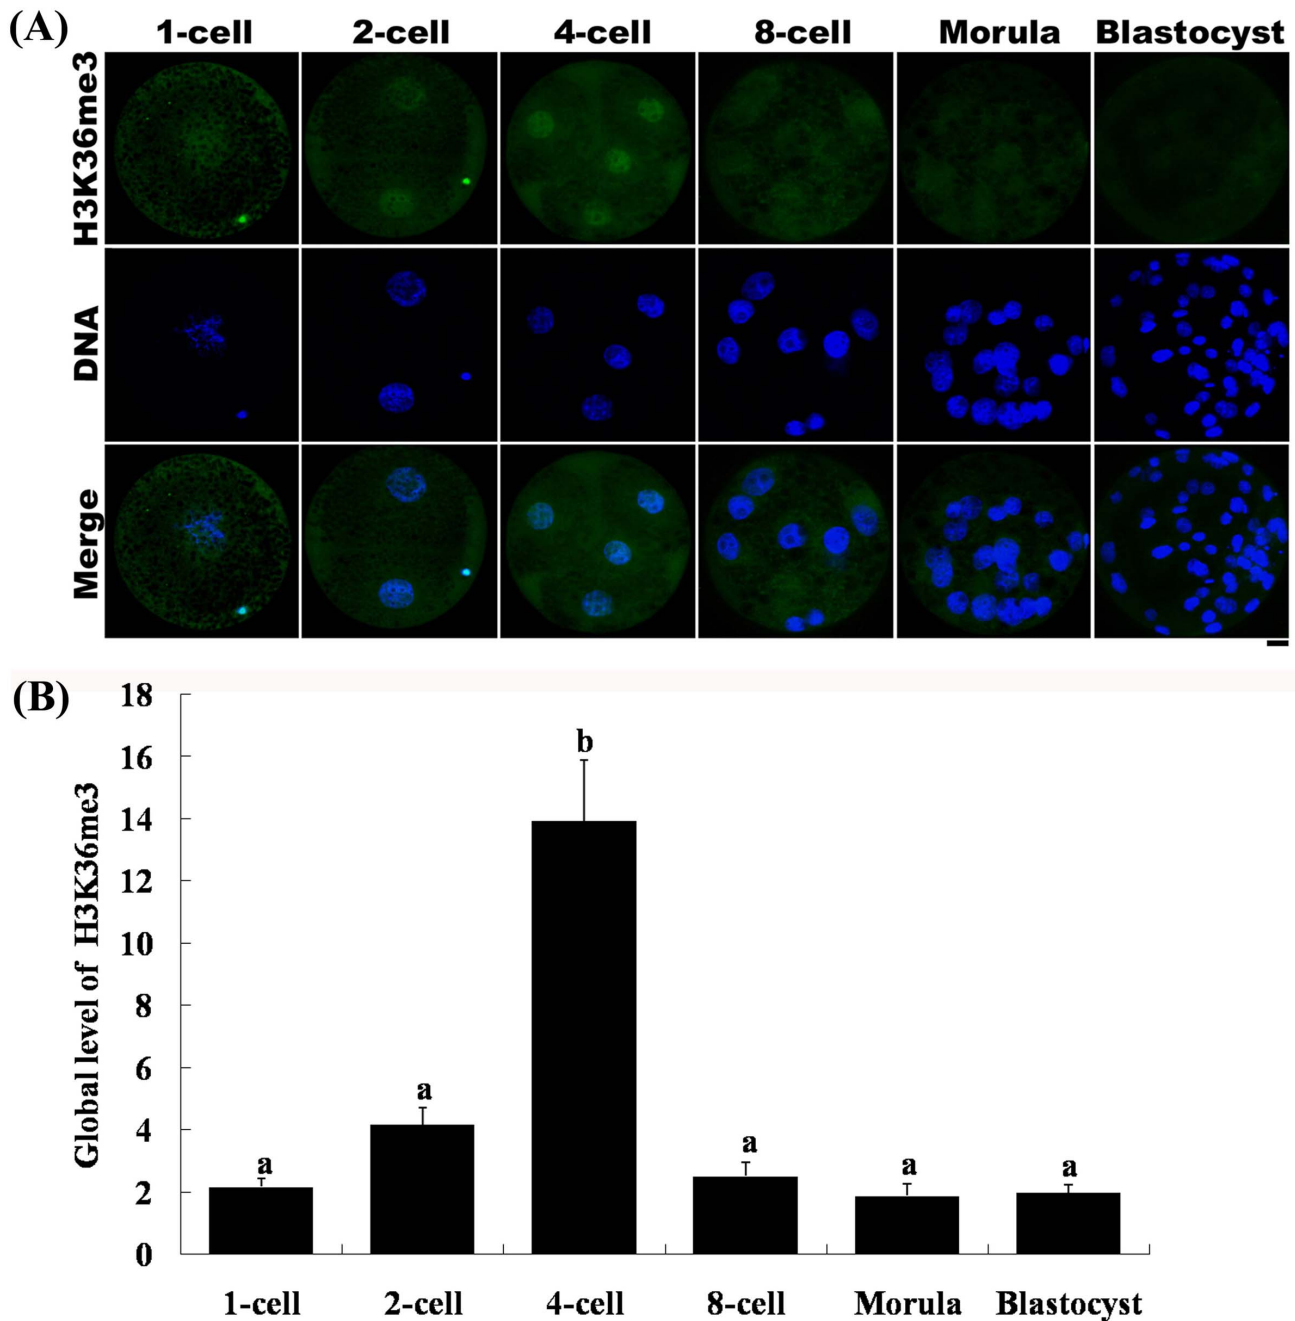 (A)
1-cell 2-cell 4-cell 8-cell Morula Blastocyst
H3K36me3
DNA
Merge
(B)
Global level of H3K36me3
18
16
14
12
10
8
6
4
2
0
a
a
b
a
a
a
1-cell 2-cell 4-cell 8-cell Morula Blastocyst